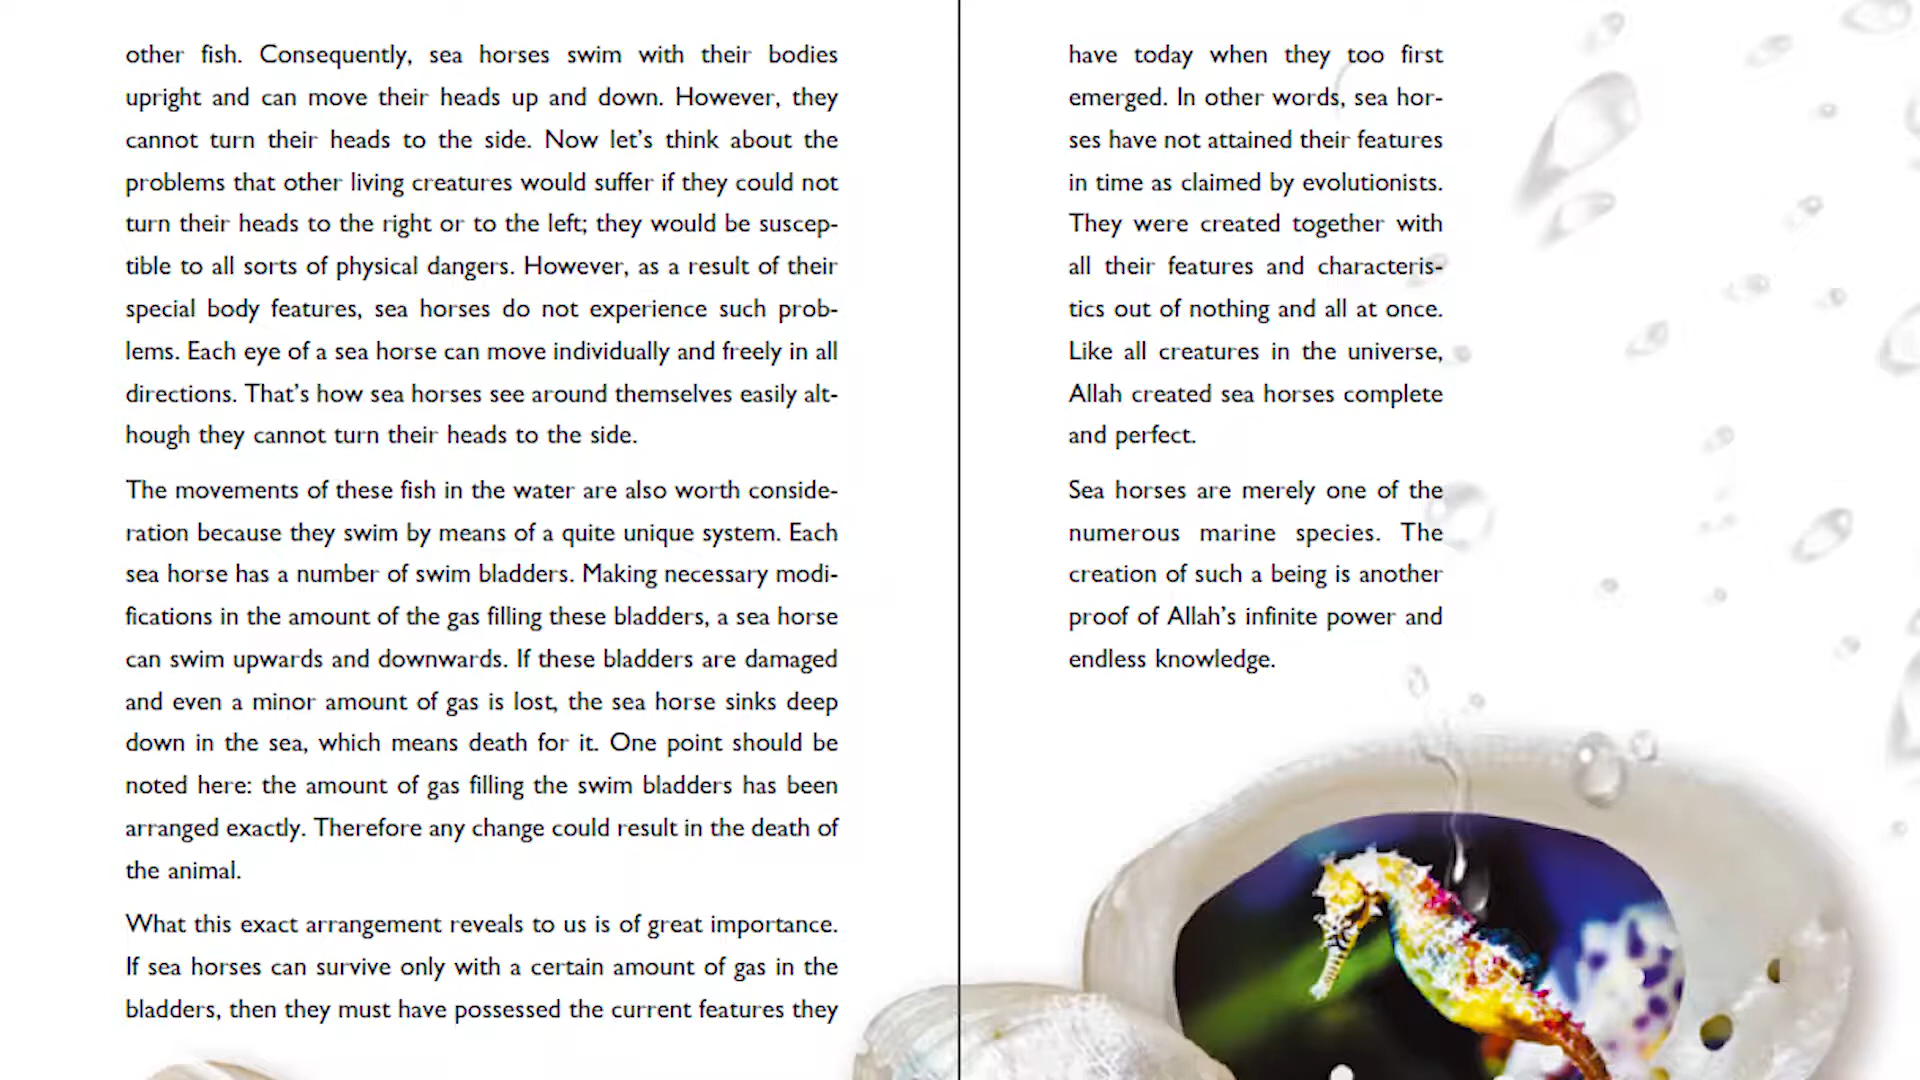 other fish. Consequently, sea horses swim with their bodies
upright and can move their heads up and down. However, they
cannot turn their heads to the side. Now let’s think about the
problems that other living creatures would suffer if they could not
turn their heads to the right or to the left; they would be suscep-
tible to all sorts of physical dangers. However, as a result of their
special body features, sea horses do not experience such prob-
lems. Each eye of a sea horse can move individually and freely in all
directions. That’s how sea horses see around themselves easily alt-
hough they cannot turn their heads to the side.
The movements of these fish in the water are also worth conside-
ration because they swim by means of a quite unique system. Each
sea horse has a number of swim bladders. Making necessary modi-
fications in the amount of the gas filling these bladders, a sea horse
can swim upwards and downwards. If these bladders are damaged
and even a minor amount of gas is lost, the sea horse sinks deep
down in the sea, which means death for it. One point should be
noted here: the amount of gas filling the swim bladders has been
arranged exactly. Therefore any change could result in the death of
the animal.
What this exact arrangement reveals to us is of great importance.
If sea horses can survive only with a certain amount of gas in the
bladders, then they must have possessed the current features they
have today when they too first
emerged. In other words, sea hor-
ses have not attained their features
in time as claimed by evolutionists.
They were created together with
all their features and characteris-
tics out of nothing and all at once.
Like all creatures in the universe,
Allah created sea horses complete
and perfect.
Sea horses are merely one of the
numerous marine species. The
creation of such a being is another
proof of Allah’s infinite power and
endless knowledge.